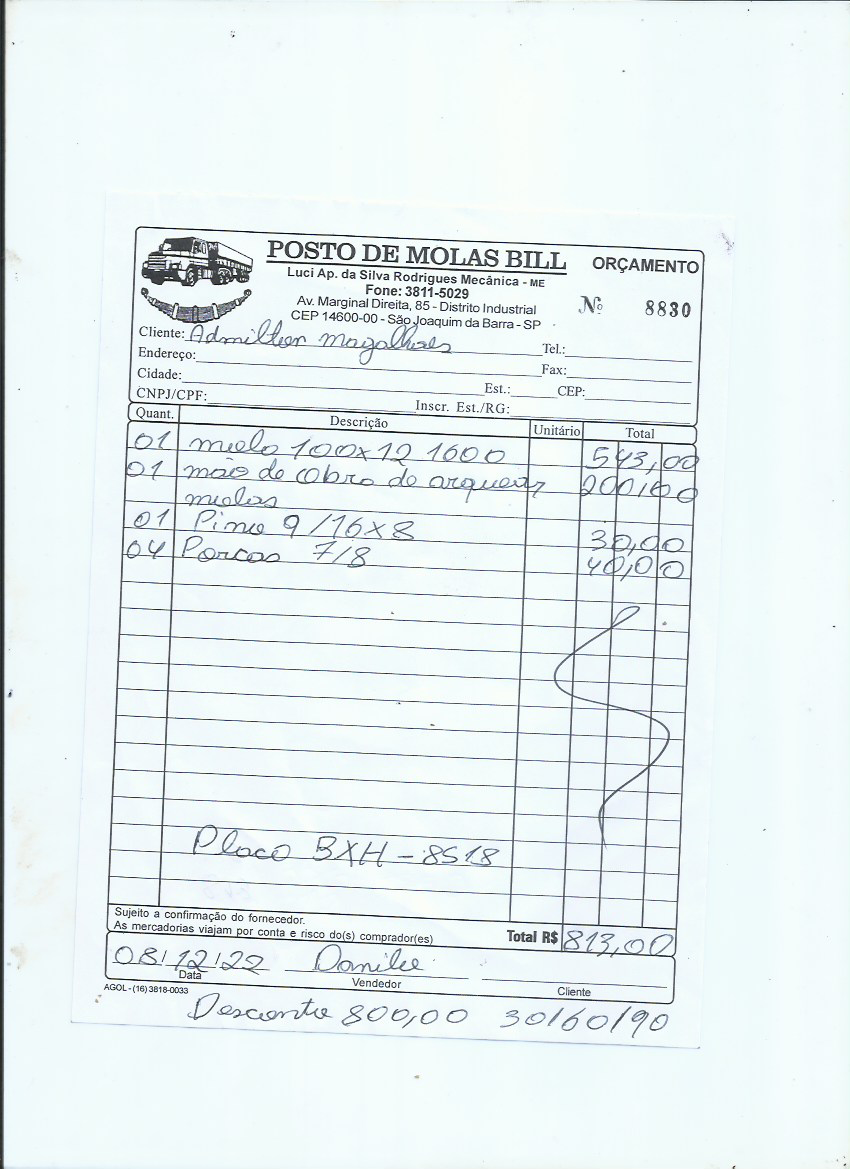 POSTO DE MOLAS BILL
ORÇAMENTO
Luci Ap. da Silva Rodrigues Mecânica - ME
Fone: 3811-5029
Av. Marginal Direita, 85 - Distrito Industrial
CEP 14600-00 - São Joaquim da Barra - SP
Nº 8830
Cliente: Admilton Magalhães Tel.:
Endereço: Fax:
Cidade: Est.: CEP:
CNPJ/CPF: Inscr. Est./RG:
Quant. Descrição Unitário Total
01 mola 100x12 1600 543,00
01 mão de obra de arquear 200,00
molas
01 Pino 9/16x8 30,00
04 Porcas 7/8 40,00
Placa BXH-8518
Sujeito a confirmação do fornecedor.
As mercadorias viajam por conta e risco do(s) comprador(es)
Total R$ 813,00
08/12/22 Danilo
Data Vendedor Cliente
AGOL - (16) 3818-0033
Desconto 800,00 30/60/90